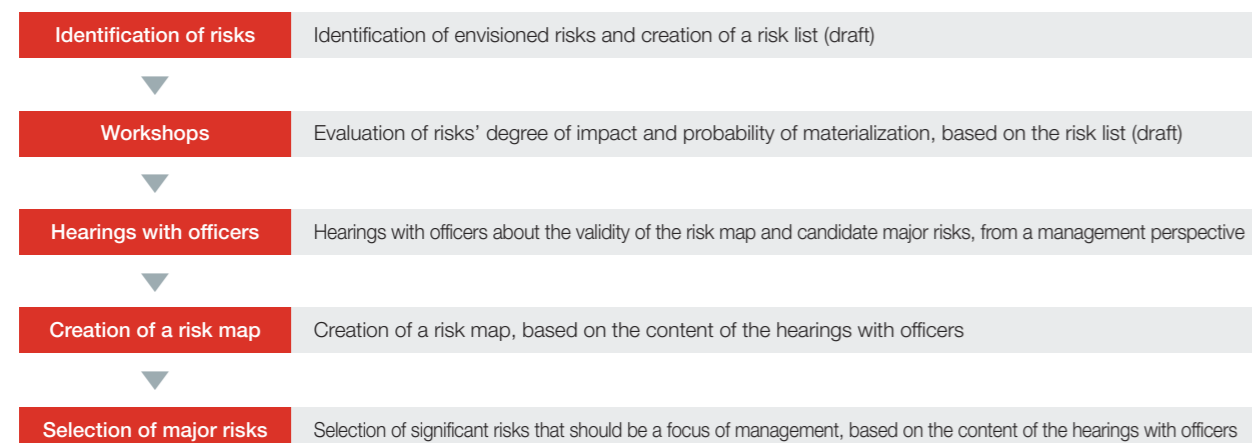 Identification of risks
Identification of envisioned risks and creation of a risk list (draft)
Workshops
Evaluation of risks’ degree of impact and probability of materialization, based on the risk list (draft)
Hearings with officers
Hearings with officers about the validity of the risk map and candidate major risks, from a management perspective
Creation of a risk map
Creation of a risk map, based on the content of the hearings with officers
Selection of major risks
Selection of significant risks that should be a focus of management, based on the content of the hearings with officers